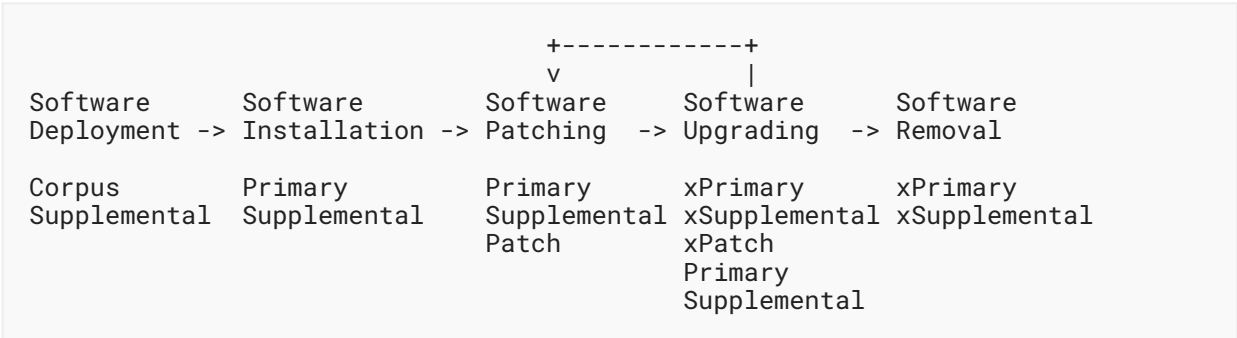 +------------+
                                  v            |
Software      Software        Software     Software      Software
Deployment -> Installation -> Patching  -> Upgrading  -> Removal

Corpus        Primary         Primary      xPrimary      xPrimary
Supplemental  Supplemental    Supplemental xSupplemental xSupplemental
                              Patch        xPatch
                                           Primary
                                           Supplemental